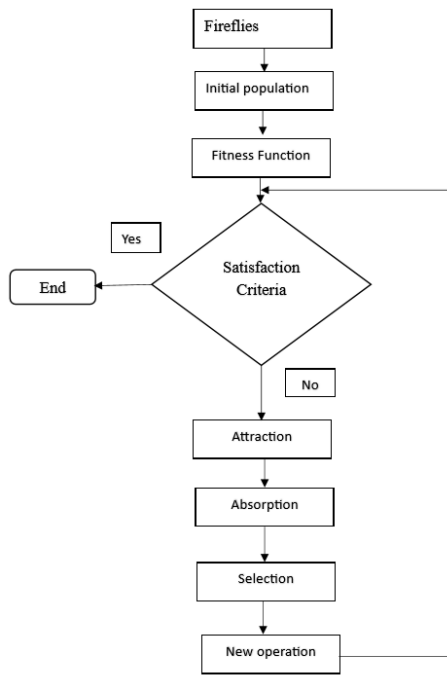 Fireflies
Initial population
Fitness Function
Yes
Satisfaction
Criteria
End
No
Attraction
Absorption
Selection
New operation